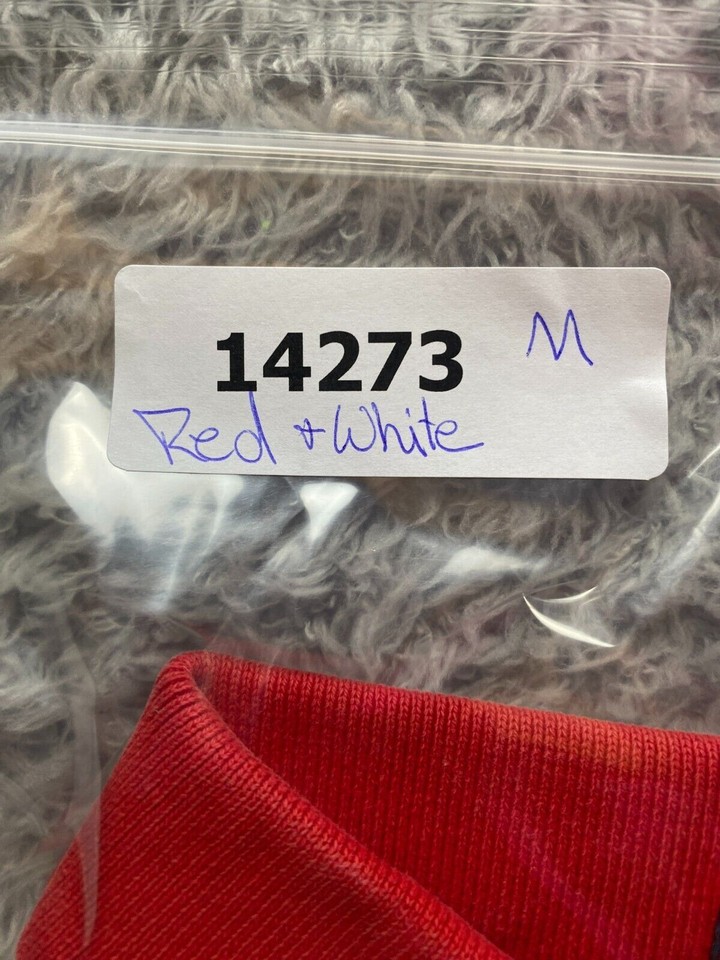 14273 M
Red + White